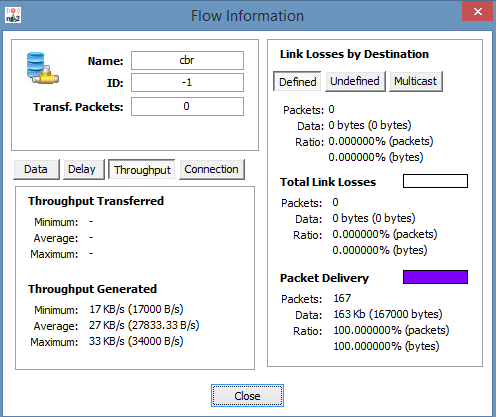 Flow Information
Name: cbr
ID: -1
Transf. Packets: 0
Data Delay Throughput Connection
Throughput Transferred
Minimum: -
Average: -
Maximum: -
Throughput Generated
Minimum: 17 KB/s (17000 B/s)
Average: 27 KB/s (27833.33 B/s)
Maximum: 33 KB/s (34000 B/s)
Link Losses by Destination
Defined Undefined Multicast
Packets: 0
Data: 0 bytes (0 bytes)
Ratio: 0.000000% (packets)
0.000000% (bytes)
Total Link Losses
Packets: 0
Data: 0 bytes (0 bytes)
Ratio: 0.000000% (packets)
0.000000% (bytes)
Packet Delivery
Packets: 167
Data: 163 Kb (167000 bytes)
Ratio: 100.000000% (packets)
100.000000% (bytes)
Close